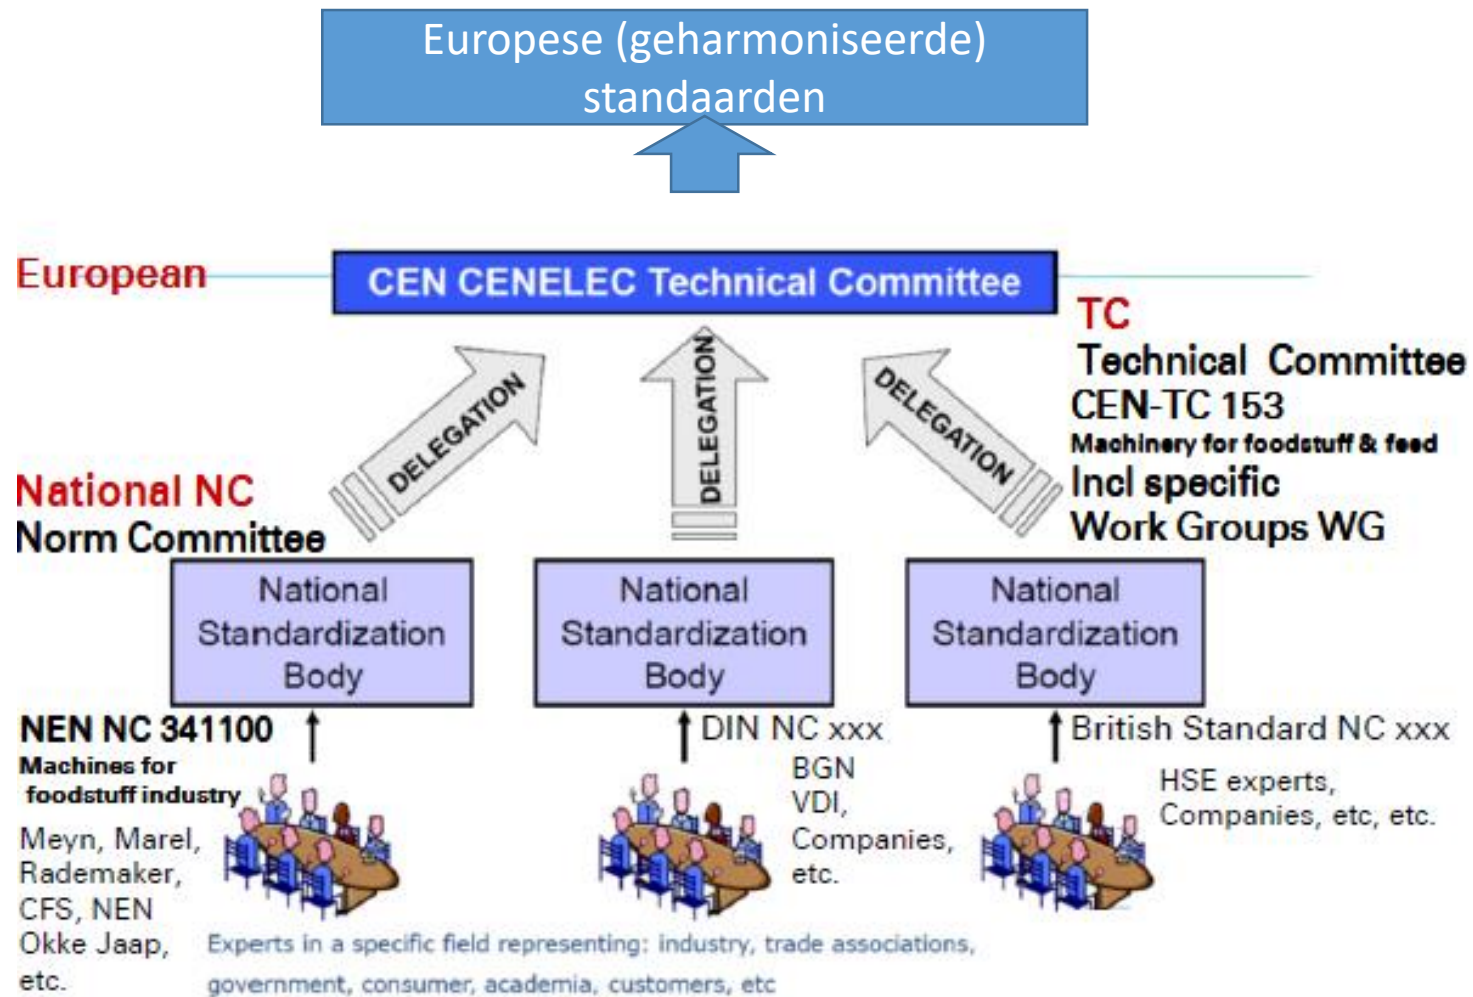 Europese (geharmoniseerde)
standaarden
European
CEN CENELEC Technical Committee
TC
Technical Committee
CEN-TC 153
Machinery for foodstuff & feed
Incl specific
Work Groups WG
DELEGATION
DELEGATION
DELEGATION
National NC
Norm Committee
National
Standardization
Body
National
Standardization
Body
National
Standardization
Body
NEN NC 341100
Machines for
foodstuff industry
Meyn, Marel,
Rademaker,
CFS, NEN
Okke Jaap,
etc.
DIN NC xxx
BGN
VDI,
Companies,
etc.
British Standard NC xxx
HSE experts,
Companies, etc, etc.
Experts in a specific field representing: industry, trade associations,
government, consumer, academia, customers, etc